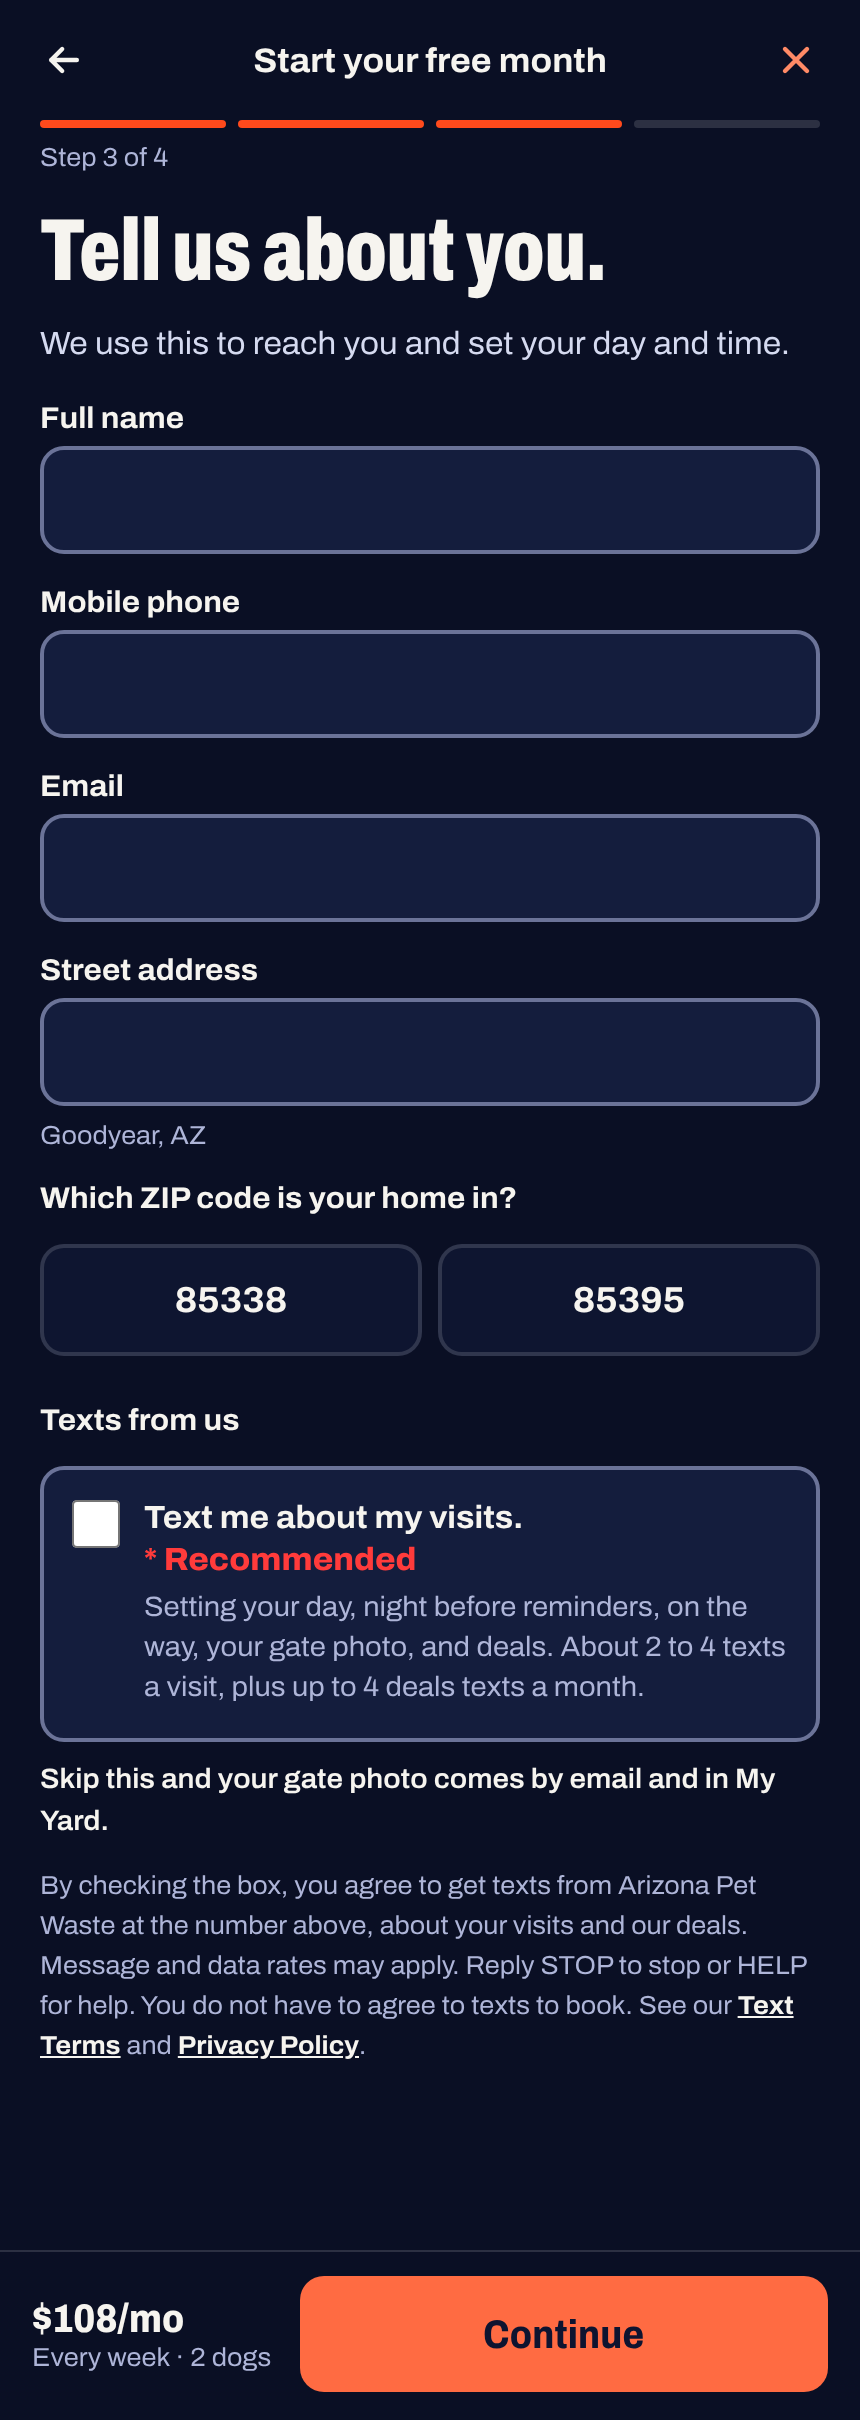 Start your free month
Step 3 of 4
Tell us about you.
We use this to reach you and set your day and time.
Full name
Mobile phone
Email
Street address
Goodyear, AZ
Which ZIP code is your home in?
85338
85395
Texts from us
Text me about my visits.
* Recommended
Setting your day, night before reminders, on the
way, your gate photo, and deals. About 2 to 4 texts
a visit, plus up to 4 deals texts a month.
Skip this and your gate photo comes by email and in My
Yard.
By checking the box, you agree to get texts from Arizona Pet
Waste at the number above, about your visits and our deals.
Message and data rates may apply. Reply STOP to stop or HELP
for help. You do not have to agree to texts to book. See our Text
Terms and Privacy Policy.
$108/mo
Every week · 2 dogs
Continue